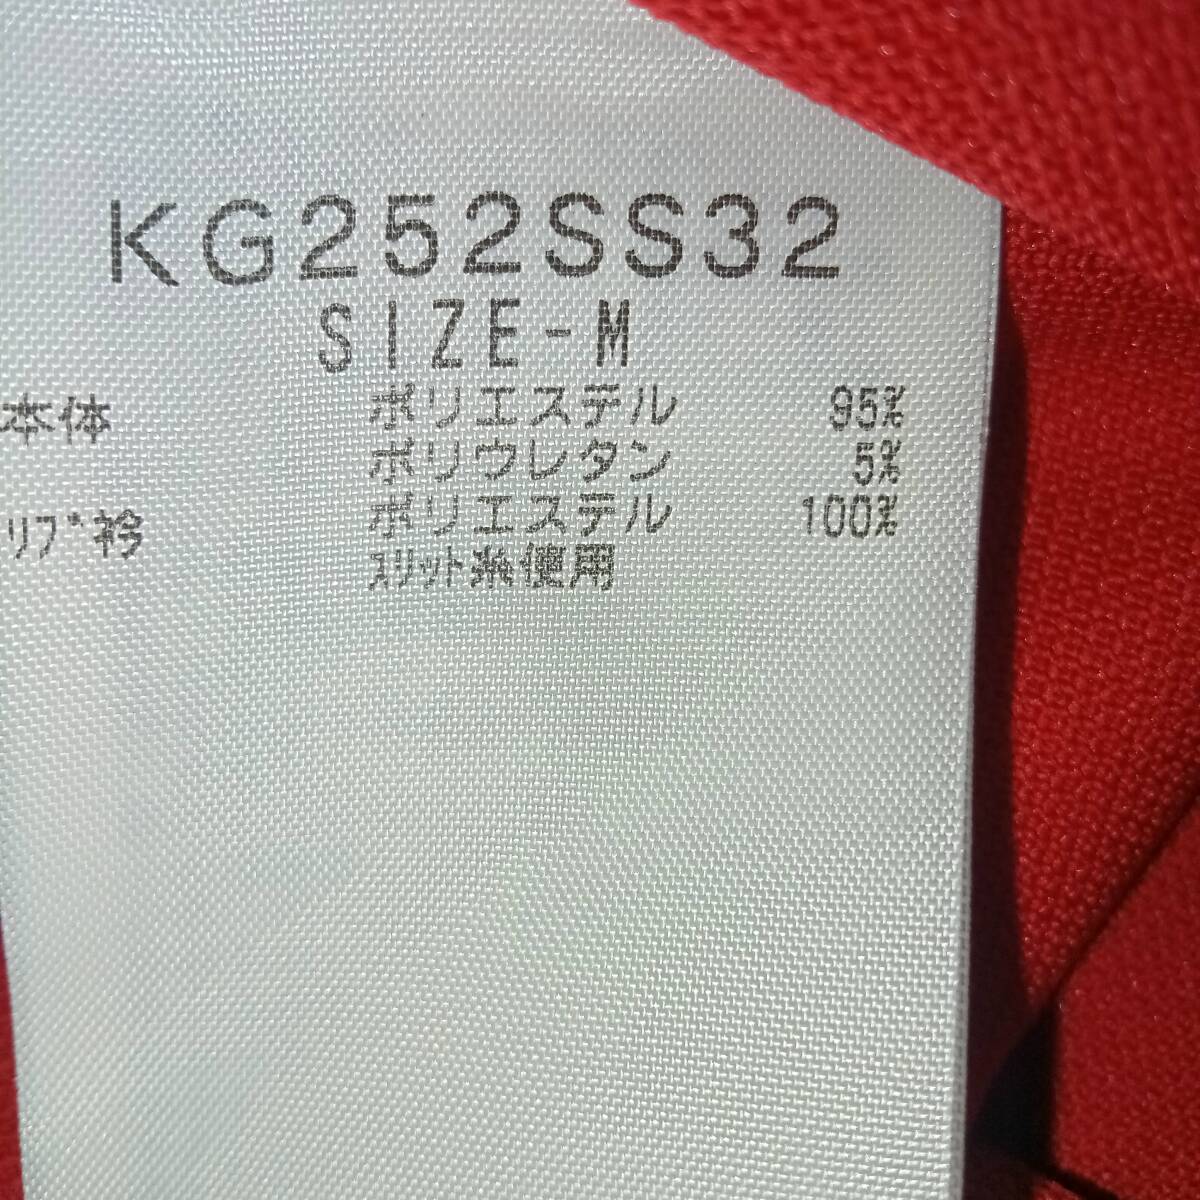 KG252SS32
SIZE-M
本体 ポリエステル 95%
ポリウレタン 5%
リブ衿 ポリエステル 100%
スリット糸使用